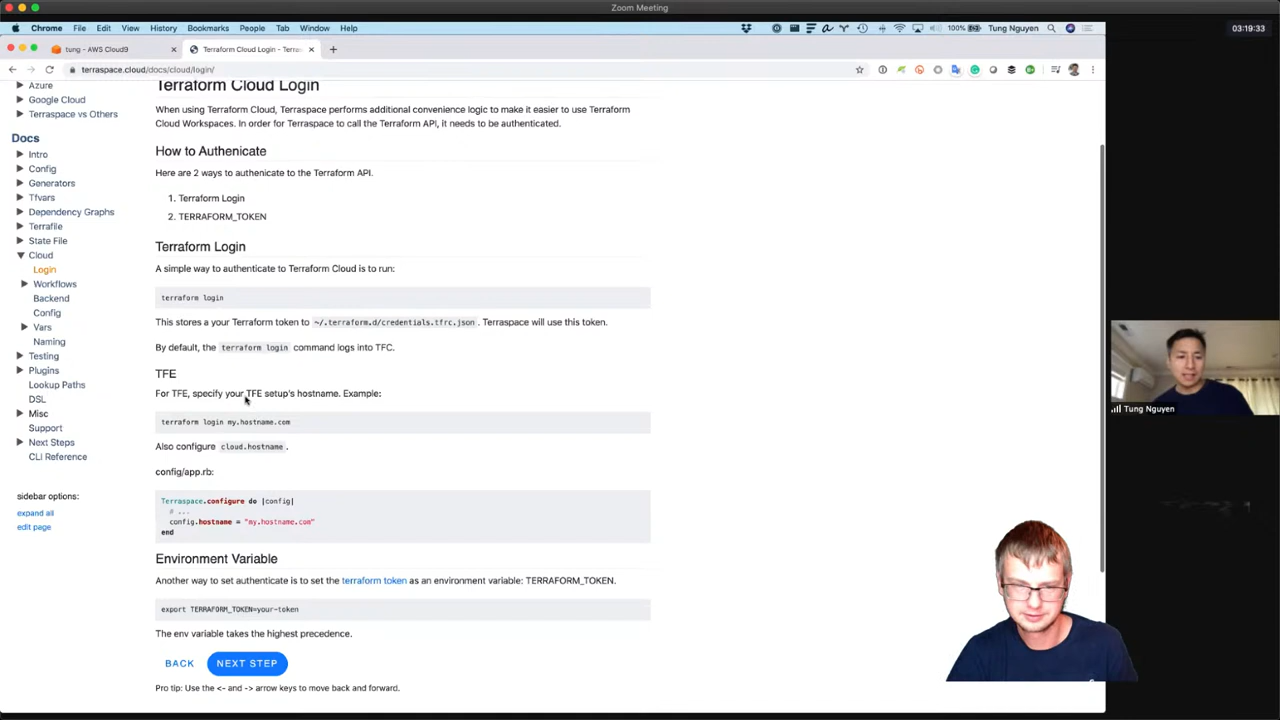 Zoom Meeting
Chrome File Edit View History Bookmarks People Tab Window Help
100% Tung Nguyen
03:19:33
tung - AWS Cloud9
Terraform Cloud Login - Terra
terraspace.cloud/docs/cloud/login/
Azure
Google Cloud
Terraspace vs Others
Docs
Intro
Config
Generators
Tfvars
Dependency Graphs
Terrafile
State File
Cloud
Login
Workflows
Backend
Config
Vars
Naming
Testing
Plugins
Lookup Paths
DSL
Misc
Support
Next Steps
CLI Reference
sidebar options:
expand all
edit page
Terraform Cloud Login
When using Terraform Cloud, Terraspace performs additional convenience logic to make it easier to use Terraform
Cloud Workspaces. In order for Terraspace to call the Terraform API, it needs to be authenticated.
How to Authenicate
Here are 2 ways to authenicate to the Terraform API.
1. Terraform Login
2. TERRAFORM_TOKEN
Terraform Login
A simple way to authenticate to Terraform Cloud is to run:
terraform login
This stores a your Terraform token to ~/.terraform.d/credentials.tfrc.json . Terraspace will use this token.
By default, the terraform login command logs into TFC.
TFE
For TFE, specify your TFE setup's hostname. Example:
terraform login my.hostname.com
Also configure cloud.hostname .
config/app.rb:
Terraspace.configure do |config|
# ...
config.hostname = "my.hostname.com"
end
Environment Variable
Another way to set authenticate is to set the terraform token as an environment variable: TERRAFORM_TOKEN.
export TERRAFORM_TOKEN=your-token
The env variable takes the highest precedence.
BACK
NEXT STEP
Pro tip: Use the <- and -> arrow keys to move back and forward.
Tung Nguyen